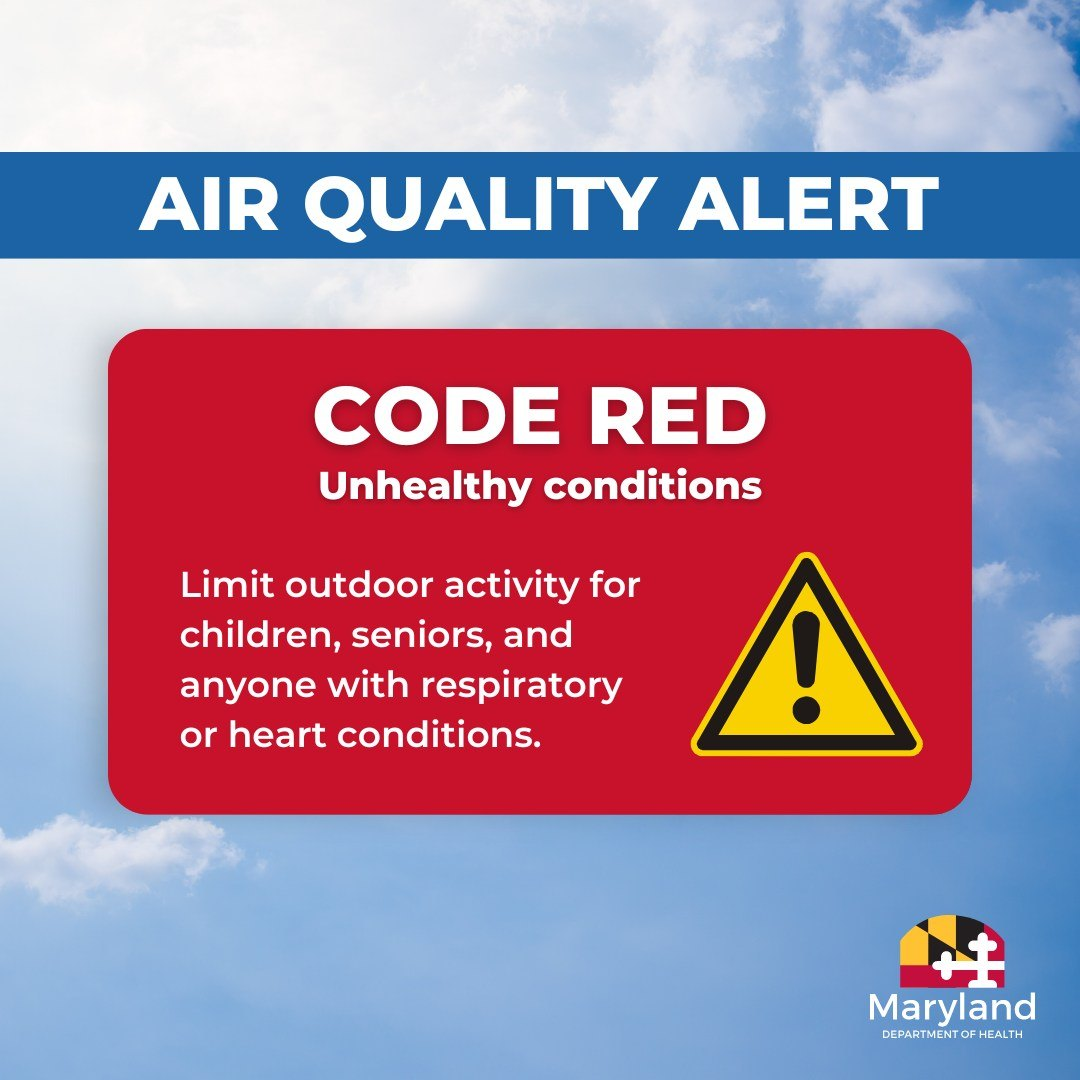 AIR QUALITY ALERT
CODE RED
Unhealthy conditions
Limit outdoor activity for
children, seniors, and
anyone with respiratory
or heart conditions.
Maryland
DEPARTMENT OF HEALTH